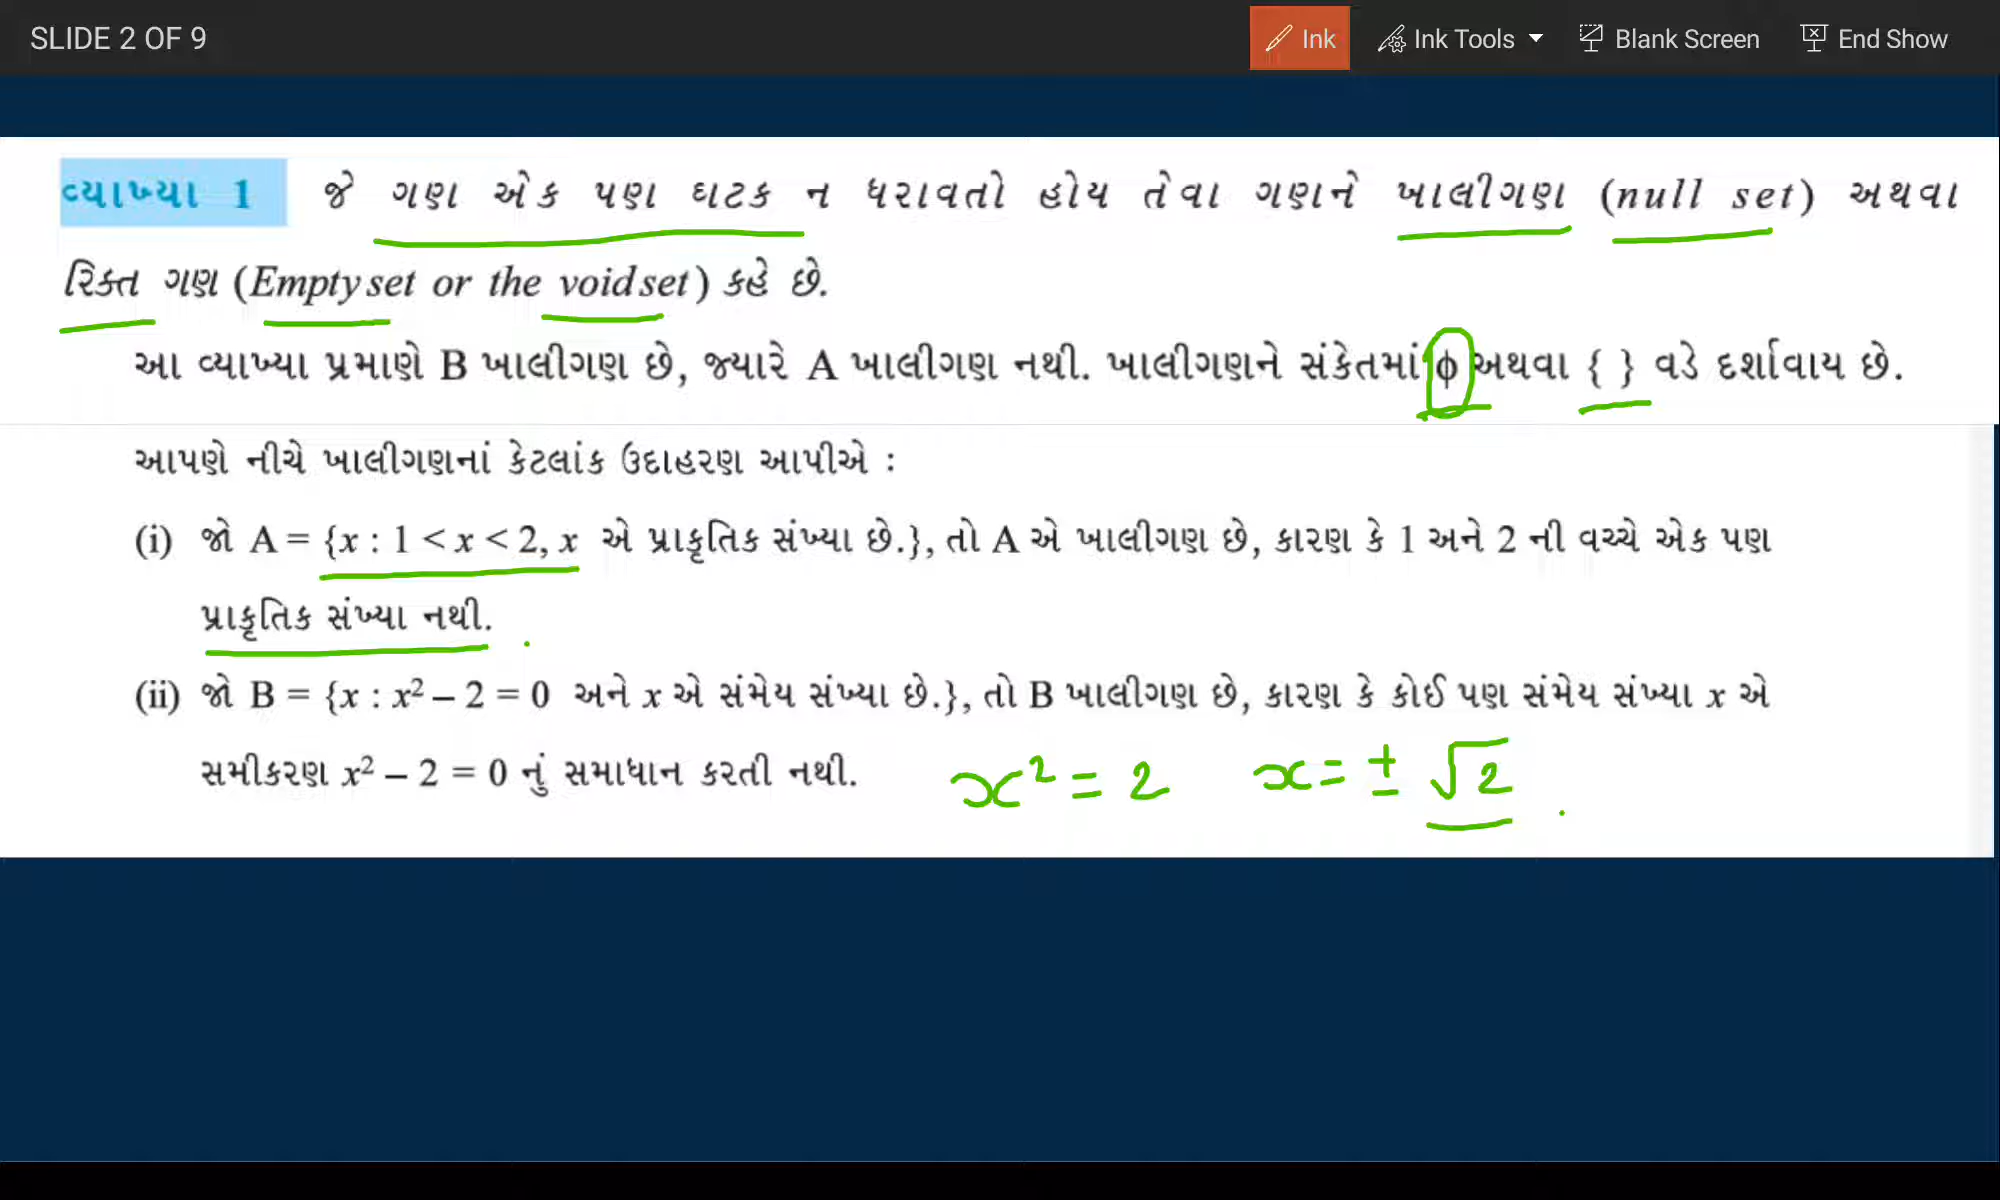 SLIDE 2 OF 9 Ink Ink Tools Blank Screen End Show
વ્યાખ્યા 1 જે ગણ એક પણ ઘટક ન ધરાવતો હોય તેવા ગણને ખાલીગણ (null set) અથવા
રિક્ત ગણ (Empty set or the void set) કહે છે.
આ વ્યાખ્યા પ્રમાણે B ખાલીગણ છે, જ્યારે A ખાલીગણ નથી. ખાલીગણને સંકેતમાં ϕ અથવા { } વડે દર્શાવાય છે.
આપણે નીચે ખાલીગણનાં કેટલાંક ઉદાહરણ આપીએ :
(i) જો A = {x : 1 < x < 2, x એ પ્રાકૃતિક સંખ્યા છે.}, તો A એ ખાલીગણ છે, કારણ કે 1 અને 2 ની વચ્ચે એક પણ
પ્રાકૃતિક સંખ્યા નથી.
(ii) જો B = {x : x² – 2 = 0 અને x એ સંમેય સંખ્યા છે.}, તો B ખાલીગણ છે, કારણ કે કોઈ પણ સંમેય સંખ્યા x એ
સમીકરણ x² – 2 = 0 નું સમાધાન કરતી નથી. x² = 2 x = ± √2